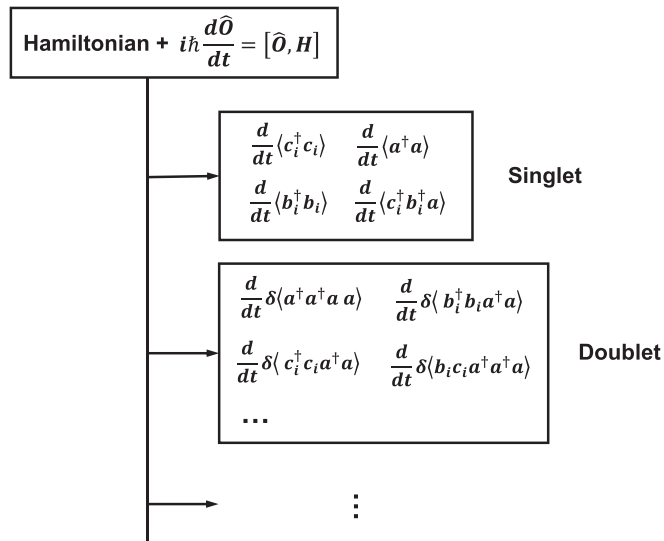 Hamiltonian + iℏ dÔ/dt = [Ô, H]
d/dt ⟨c_i^† c_i⟩ d/dt ⟨a^† a⟩
Singlet
d/dt ⟨b_i^† b_i⟩ d/dt ⟨c_i^† b_i^† a⟩
d/dt δ⟨a^† a^† a a⟩ d/dt δ⟨ b_i^† b_i a^† a⟩
Doublet
d/dt δ⟨ c_i^† c_i a^† a⟩ d/dt δ⟨b_i c_i a^† a^† a⟩
...
⋮